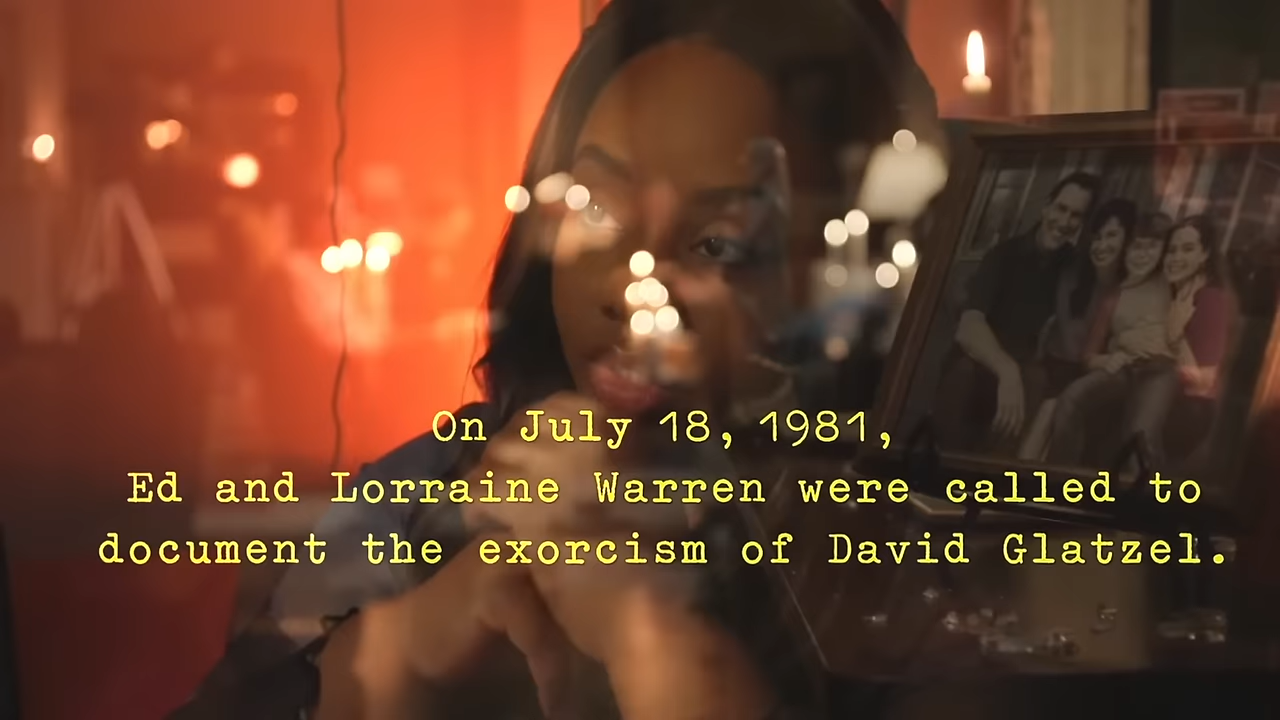 On July 18, 1981,
Ed and Lorraine Warren were called to
document the exorcism of David Glatzel.